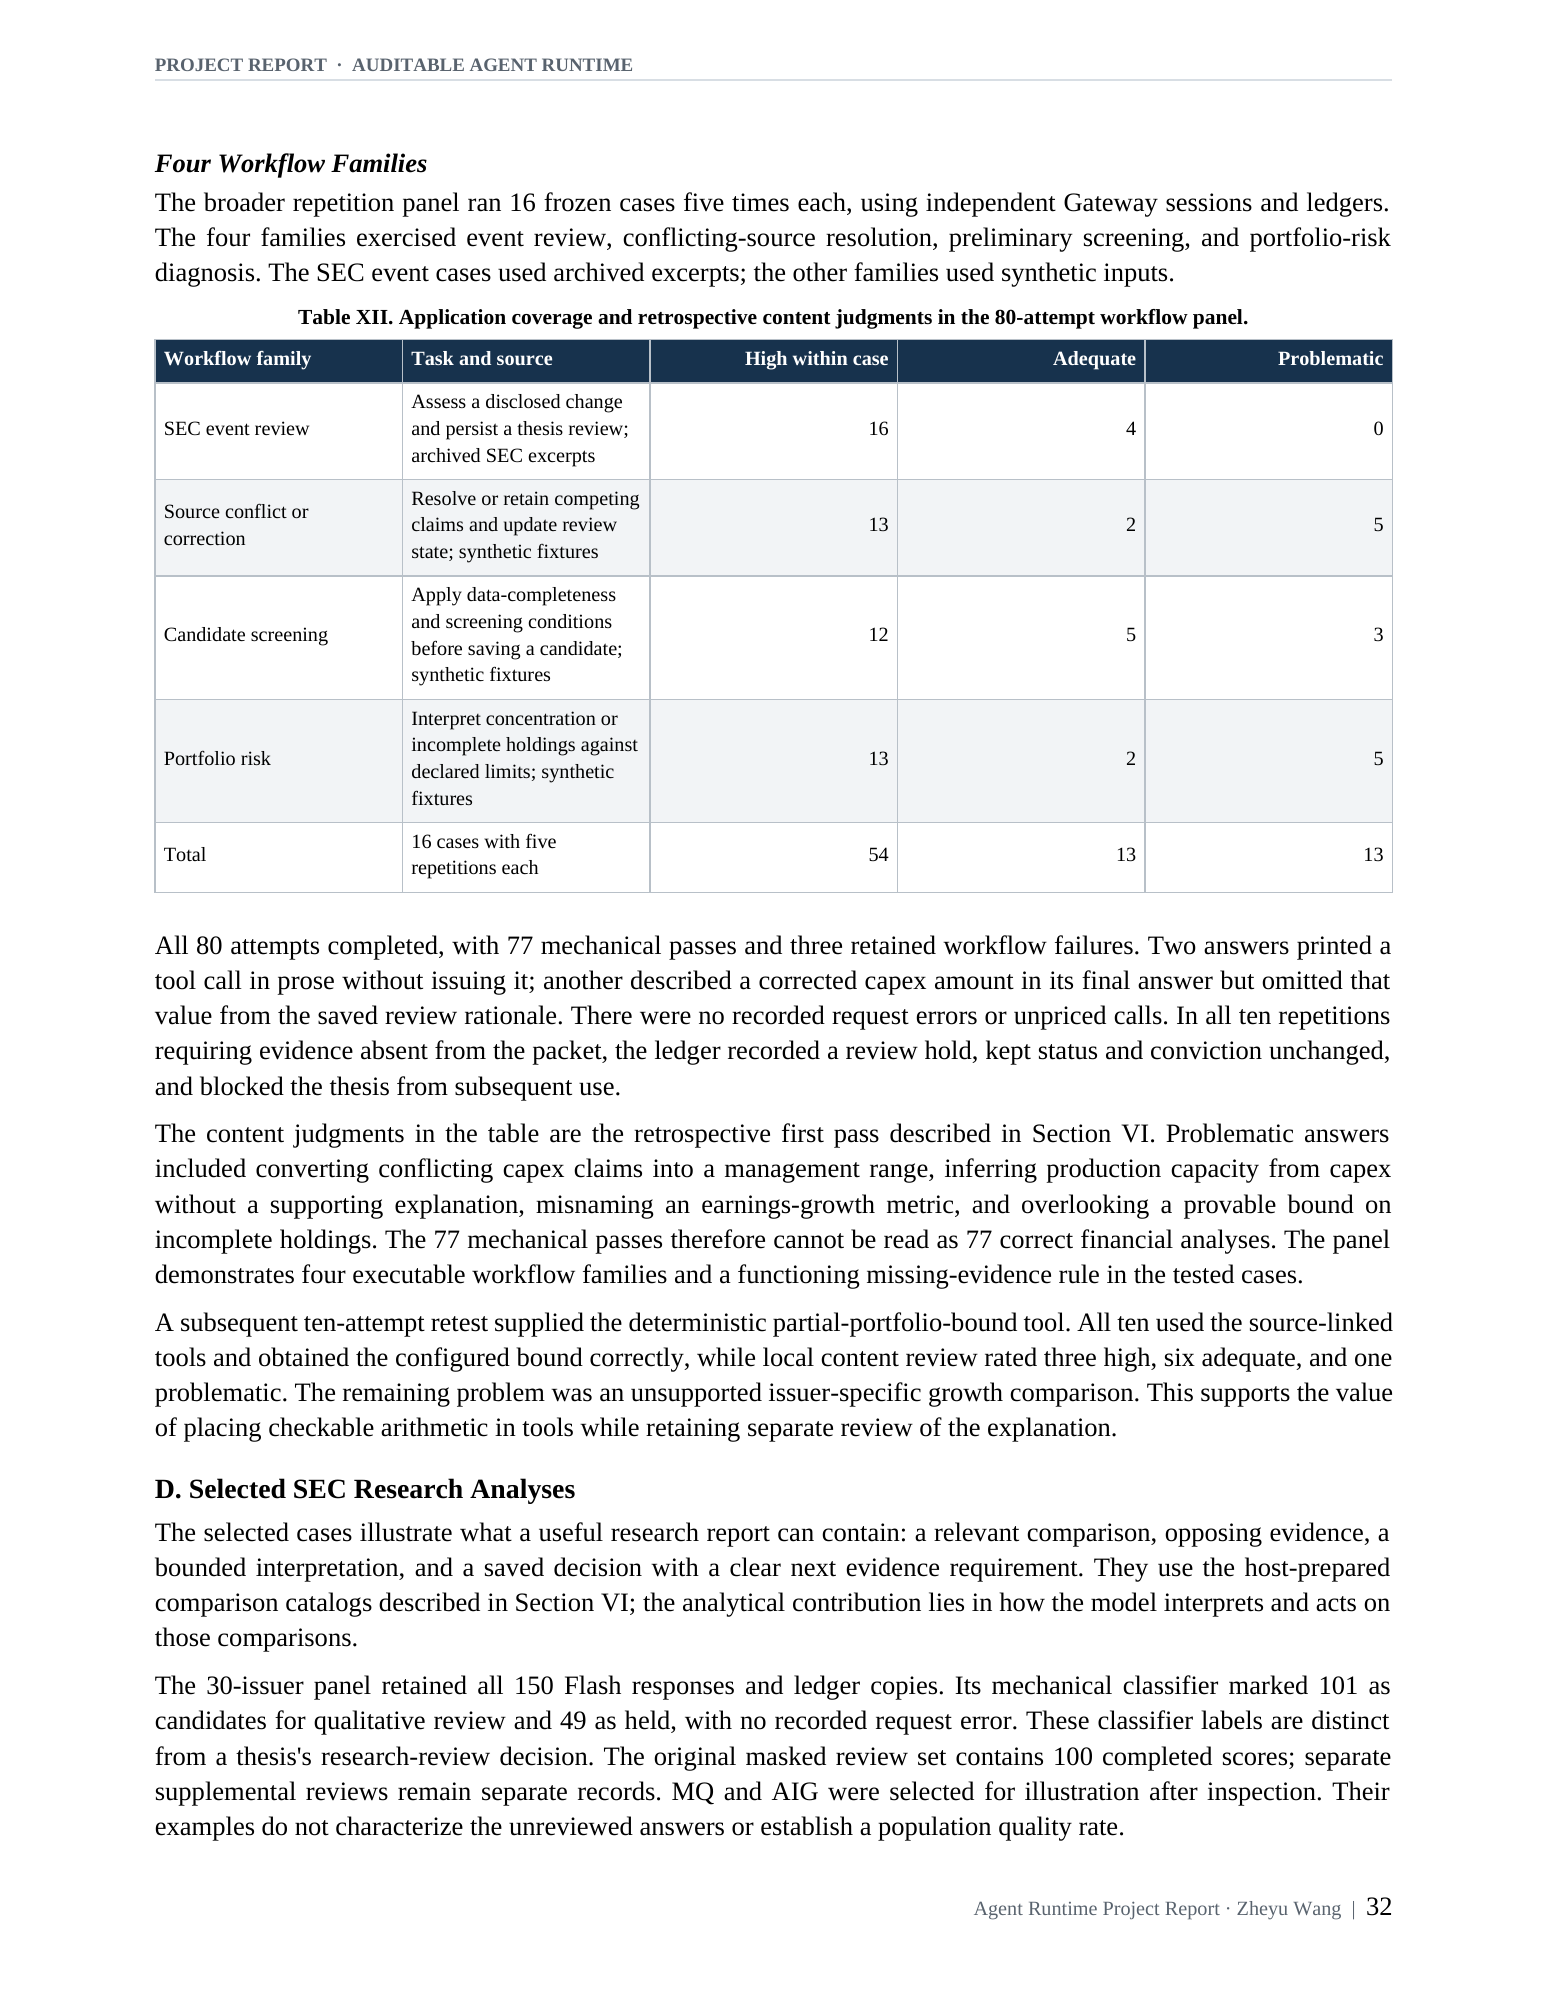 PROJECT REPORT · AUDITABLE AGENT RUNTIME
Four Workflow Families
The broader repetition panel ran 16 frozen cases five times each, using independent Gateway sessions and ledgers.
The four families exercised event review, conflicting-source resolution, preliminary screening, and portfolio-risk
diagnosis. The SEC event cases used archived excerpts; the other families used synthetic inputs.
Table XII. Application coverage and retrospective content judgments in the 80-attempt workflow panel.
Workflow family Task and source High within case Adequate Problematic
SEC event review
Assess a disclosed change
and persist a thesis review;
archived SEC excerpts
16 4 0
Source conflict or
correction
Resolve or retain competing
claims and update review
state; synthetic fixtures
13 2 5
Candidate screening
Apply data-completeness
and screening conditions
before saving a candidate;
synthetic fixtures
12 5 3
Portfolio risk
Interpret concentration or
incomplete holdings against
declared limits; synthetic
fixtures
13 2 5
Total
16 cases with five
repetitions each
54 13 13
All 80 attempts completed, with 77 mechanical passes and three retained workflow failures. Two answers printed a
tool call in prose without issuing it; another described a corrected capex amount in its final answer but omitted that
value from the saved review rationale. There were no recorded request errors or unpriced calls. In all ten repetitions
requiring evidence absent from the packet, the ledger recorded a review hold, kept status and conviction unchanged,
and blocked the thesis from subsequent use.
The content judgments in the table are the retrospective first pass described in Section VI. Problematic answers
included converting conflicting capex claims into a management range, inferring production capacity from capex
without a supporting explanation, misnaming an earnings-growth metric, and overlooking a provable bound on
incomplete holdings. The 77 mechanical passes therefore cannot be read as 77 correct financial analyses. The panel
demonstrates four executable workflow families and a functioning missing-evidence rule in the tested cases.
A subsequent ten-attempt retest supplied the deterministic partial-portfolio-bound tool. All ten used the source-linked
tools and obtained the configured bound correctly, while local content review rated three high, six adequate, and one
problematic. The remaining problem was an unsupported issuer-specific growth comparison. This supports the value
of placing checkable arithmetic in tools while retaining separate review of the explanation.
D. Selected SEC Research Analyses
The selected cases illustrate what a useful research report can contain: a relevant comparison, opposing evidence, a
bounded interpretation, and a saved decision with a clear next evidence requirement. They use the host-prepared
comparison catalogs described in Section VI; the analytical contribution lies in how the model interprets and acts on
those comparisons.
The 30-issuer panel retained all 150 Flash responses and ledger copies. Its mechanical classifier marked 101 as
candidates for qualitative review and 49 as held, with no recorded request error. These classifier labels are distinct
from a thesis's research-review decision. The original masked review set contains 100 completed scores; separate
supplemental reviews remain separate records. MQ and AIG were selected for illustration after inspection. Their
examples do not characterize the unreviewed answers or establish a population quality rate.
Agent Runtime Project Report · Zheyu Wang | 32